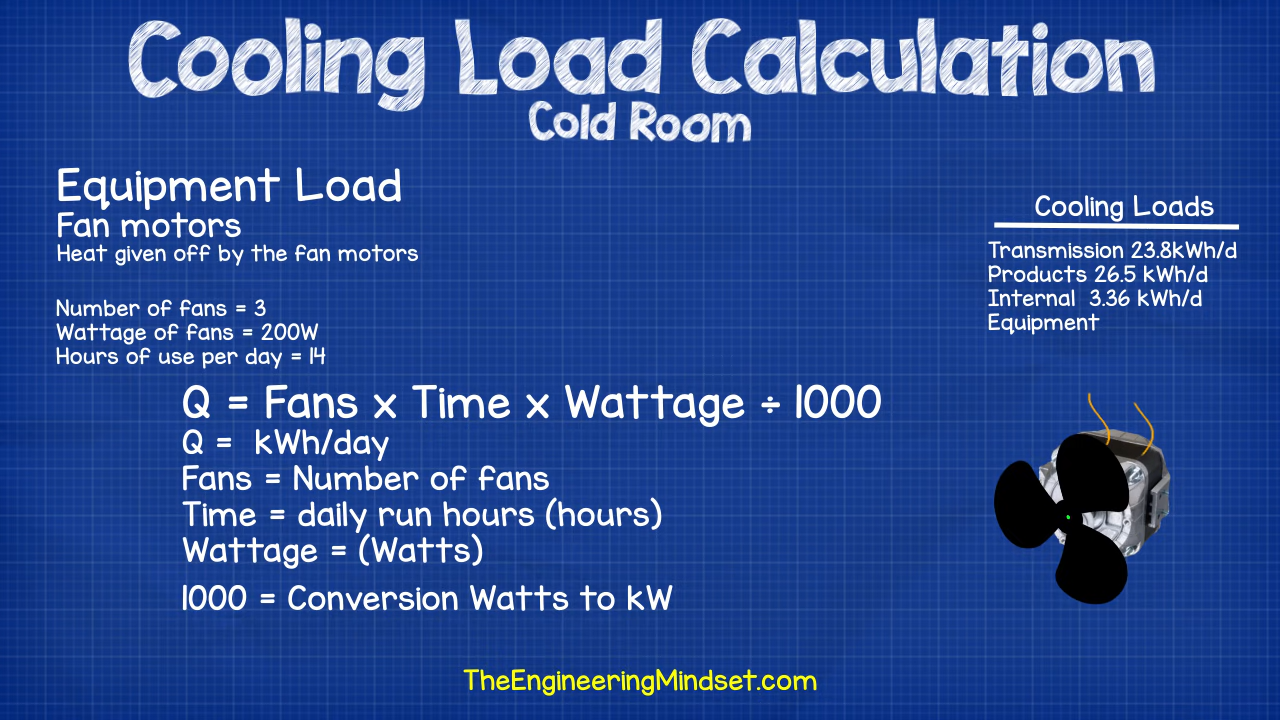 Cooling Load Calculation
Cold Room
Equipment Load
Fan motors
Heat given off by the fan motors
Number of fans = 3
Wattage of fans = 200W
Hours of use per day = 14
Q = Fans x Time x Wattage ÷ 1000
Q = kWh/day
Fans = Number of fans
Time = daily run hours (hours)
Wattage = (Watts)
1000 = Conversion Watts to kW
Cooling Loads
Transmission 23.8kWh/d
Products 26.5 kWh/d
Internal 3.36 kWh/d
Equipment
TheEngineeringMindset.com